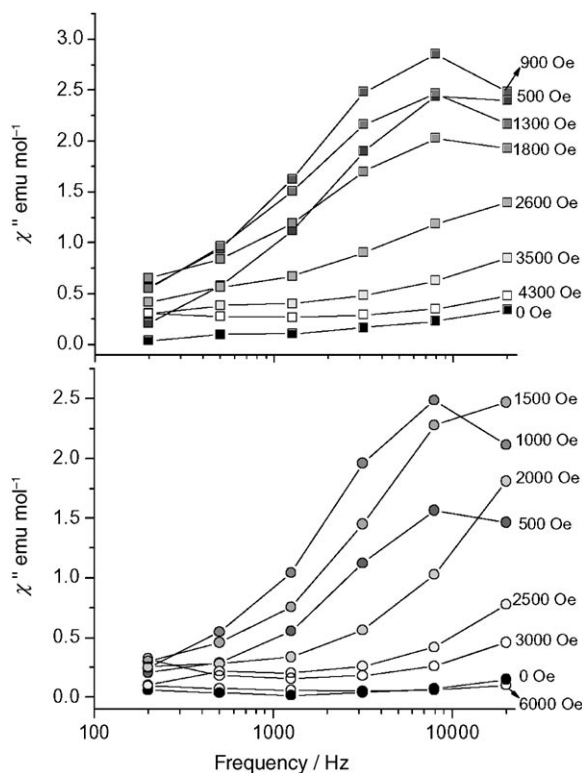 3.0
2.5
2.0
1.5
1.0
0.5
0.0
χ " emu mol⁻¹
900 Oe
500 Oe
1300 Oe
1800 Oe
2600 Oe
3500 Oe
4300 Oe
0 Oe
2.5
2.0
1.5
1.0
0.5
0.0
χ " emu mol⁻¹
1500 Oe
1000 Oe
2000 Oe
500 Oe
2500 Oe
3000 Oe
0 Oe
6000 Oe
100 1000 10000
Frequency / Hz